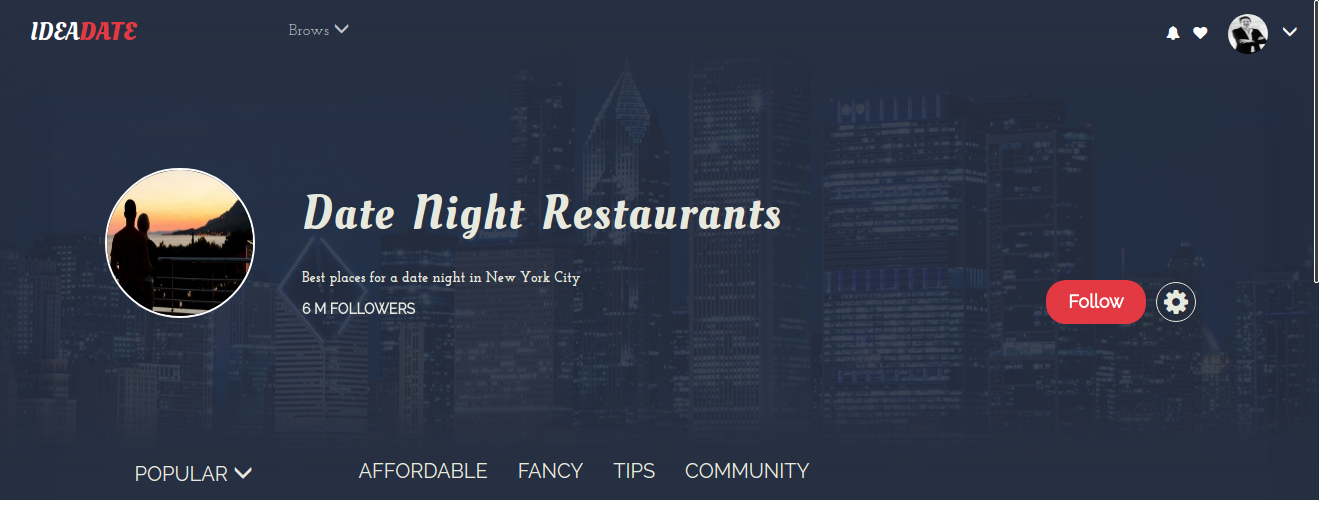 IDEADATE
Brows
Date Night Restaurants
Best places for a date night in New York City
6 M FOLLOWERS
Follow
POPULAR AFFORDABLE FANCY TIPS COMMUNITY